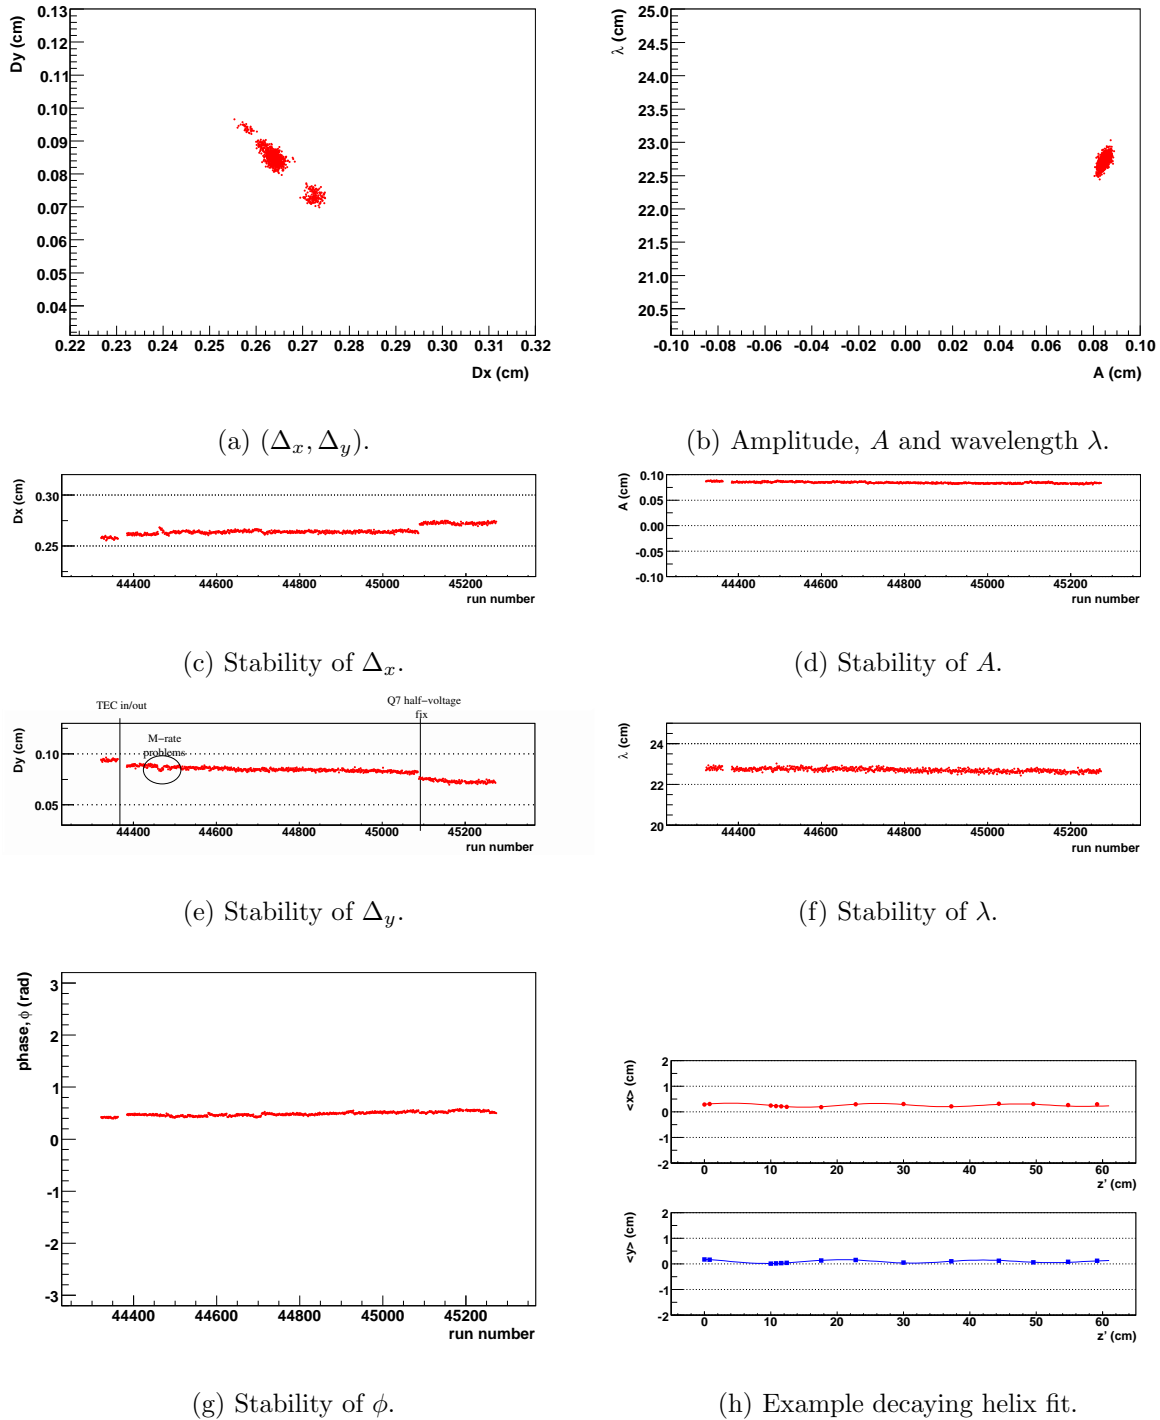 0.13
0.12
0.11
0.10
0.09
0.08
0.07
0.06
0.05
0.04
Dy (cm)
0.22 0.23 0.24 0.25 0.26 0.27 0.28 0.29 0.30 0.31 0.32
Dx (cm)
(a) (Δx, Δy).
25.0
24.5
24.0
23.5
23.0
22.5
22.0
21.5
21.0
20.5
λ (cm)
-0.10 -0.08 -0.06 -0.04 -0.02 0.00 0.02 0.04 0.06 0.08 0.10
A (cm)
(b) Amplitude, A and wavelength λ.
Dx (cm)
0.30
0.25
44400 44600 44800 45000 45200
run number
(c) Stability of Δx.
A (cm)
0.10
0.05
0.00
-0.05
-0.10
44400 44600 44800 45000 45200
run number
(d) Stability of A.
TEC in/out
Q7 half-voltage
fix
M-rate
problems
Dy (cm)
0.10
0.05
44400 44600 44800 45000 45200
run number
(e) Stability of Δy.
λ (cm)
24
22
20
44400 44600 44800 45000 45200
run number
(f) Stability of λ.
phase, ϕ (rad)
3
2
1
0
-1
-2
-3
44400 44600 44800 45000 45200
run number
(g) Stability of ϕ.
<x> (cm)
2
1
0
-1
-2
0 10 20 30 40 50 60
z' (cm)
<y> (cm)
2
1
0
-1
-2
0 10 20 30 40 50 60
z' (cm)
(h) Example decaying helix fit.